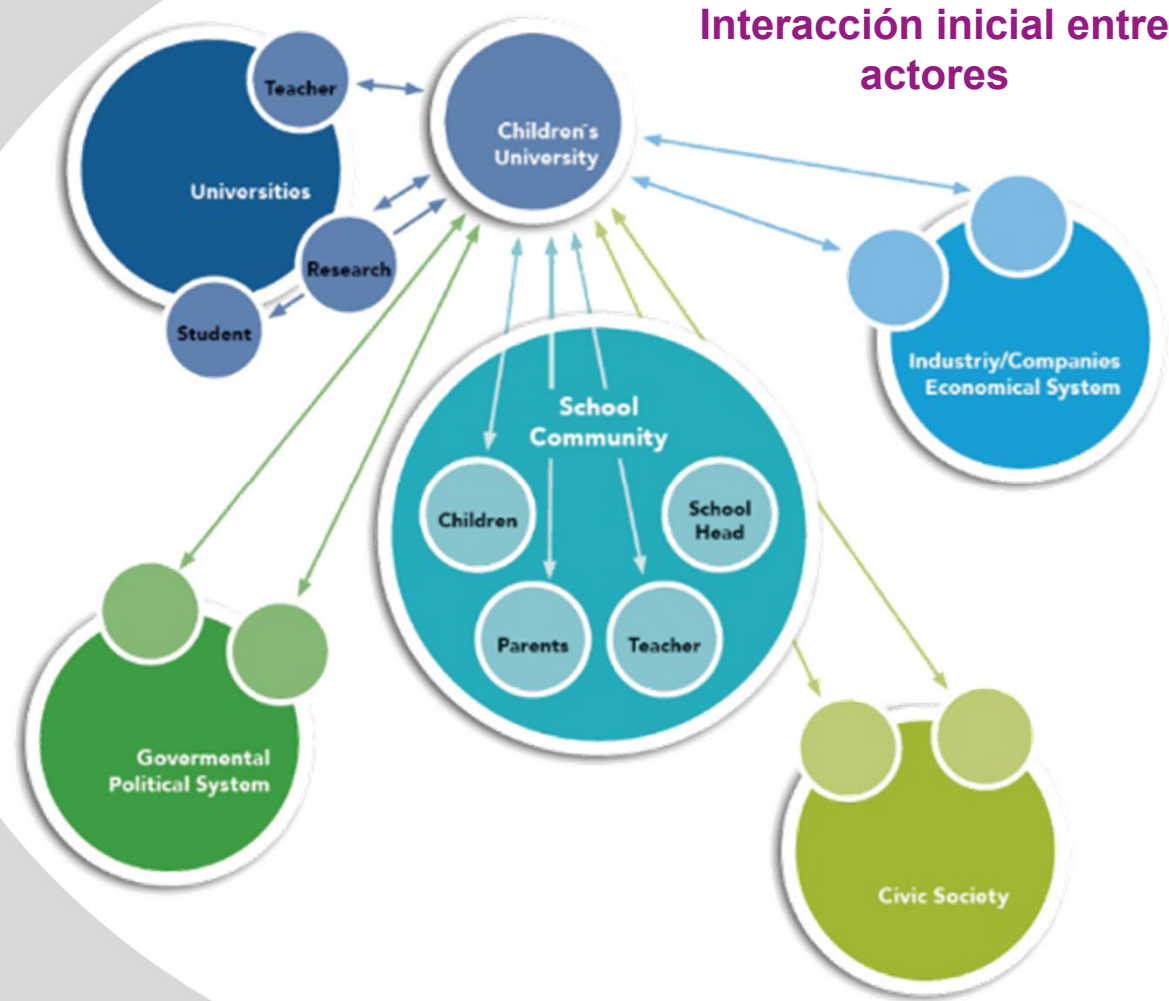 Interacción inicial entre
actores
Teacher
Children's
University
Universities
Research
Student
Industriy/Companies
Economical System
School
Community
Children
School
Head
Parents
Teacher
Govermental
Political System
Civic Society